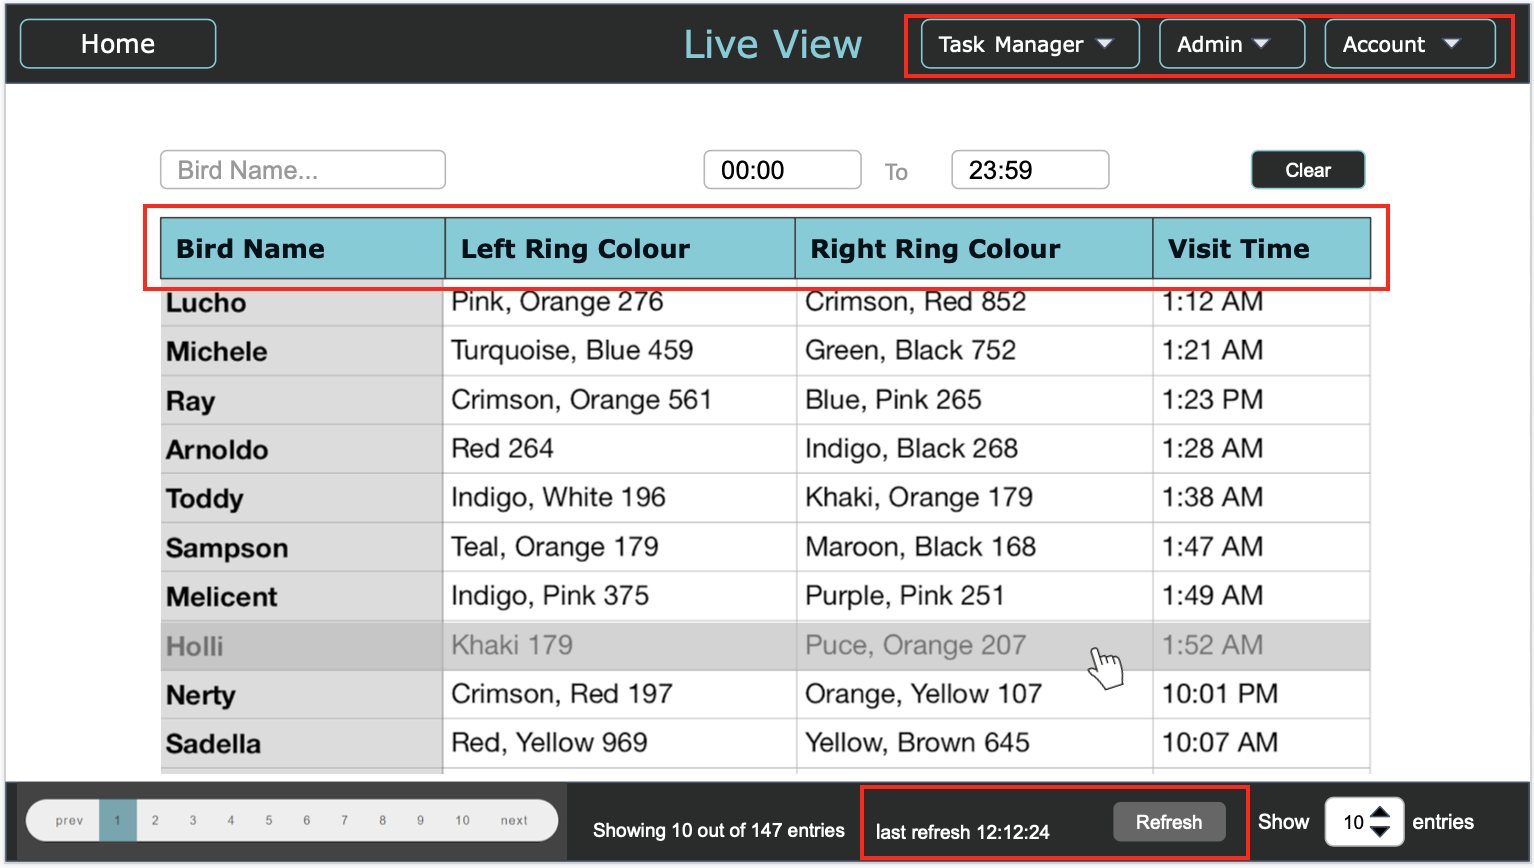 Home Live View Task Manager Admin Account
Bird Name... 00:00 To 23:59 Clear
Bird Name Left Ring Colour Right Ring Colour Visit Time
Lucho Pink, Orange 276 Crimson, Red 852 1:12 AM
Michele Turquoise, Blue 459 Green, Black 752 1:21 AM
Ray Crimson, Orange 561 Blue, Pink 265 1:23 PM
Arnoldo Red 264 Indigo, Black 268 1:28 AM
Toddy Indigo, White 196 Khaki, Orange 179 1:38 AM
Sampson Teal, Orange 179 Maroon, Black 168 1:47 AM
Melicent Indigo, Pink 375 Purple, Pink 251 1:49 AM
Holli Khaki 179 Puce, Orange 207 1:52 AM
Nerty Crimson, Red 197 Orange, Yellow 107 10:01 PM
Sadella Red, Yellow 969 Yellow, Brown 645 10:07 AM
prev 1 2 3 4 5 6 7 8 9 10 next Showing 10 out of 147 entries last refresh 12:12:24 Refresh Show 10 entries